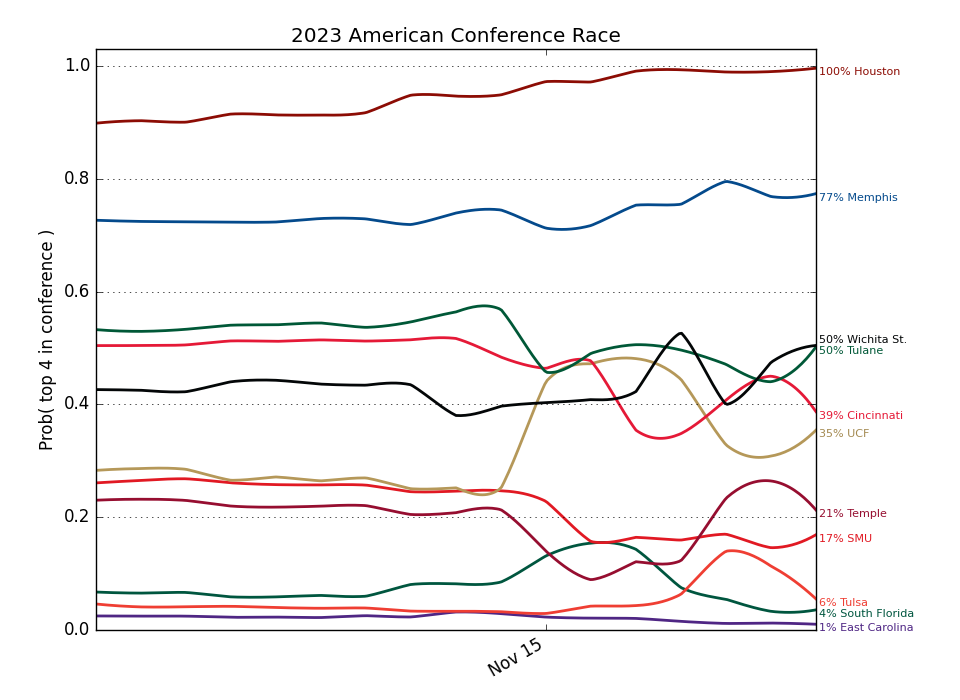 2023 American Conference Race
Prob( top 4 in conference )
1.0
0.8
0.6
0.4
0.2
0.0
Nov 15
100% Houston
77% Memphis
50% Wichita St.
50% Tulane
39% Cincinnati
35% UCF
21% Temple
17% SMU
6% Tulsa
4% South Florida
1% East Carolina